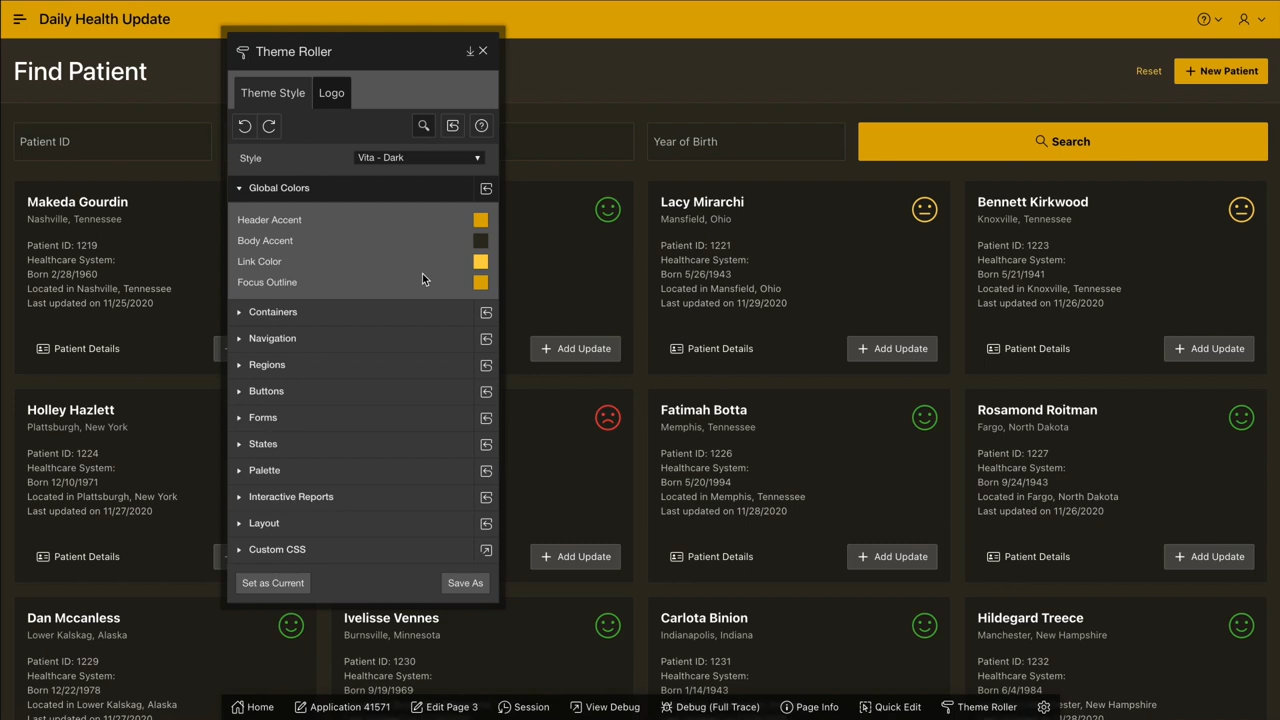 Daily Health Update
Find Patient
Reset
+ New Patient
Patient ID
Year of Birth
Search
Theme Roller
Theme Style
Logo
Style
Vita - Dark
Global Colors
Header Accent
Body Accent
Link Color
Focus Outline
Containers
Navigation
Regions
Buttons
Forms
States
Palette
Interactive Reports
Layout
Custom CSS
Set as Current
Save As
Makeda Gourdin
Nashville, Tennessee
Patient ID: 1219
Healthcare System:
Born 2/28/1960
Located in Nashville, Tennessee
Last updated on 11/25/2020
Patient Details
+ Add Update
Lacy Mirarchi
Mansfield, Ohio
Patient ID: 1221
Healthcare System:
Born 5/26/1943
Located in Mansfield, Ohio
Last updated on 11/29/2020
Patient Details
+ Add Update
Bennett Kirkwood
Knoxville, Tennessee
Patient ID: 1223
Healthcare System:
Born 5/21/1941
Located in Knoxville, Tennessee
Last updated on 11/26/2020
Patient Details
+ Add Update
Holley Hazlett
Plattsburgh, New York
Patient ID: 1224
Healthcare System:
Born 12/10/1971
Located in Plattsburgh, New York
Last updated on 11/27/2020
Patient Details
+ Add Update
Fatimah Botta
Memphis, Tennessee
Patient ID: 1226
Healthcare System:
Born 5/20/1994
Located in Memphis, Tennessee
Last updated on 11/28/2020
Patient Details
+ Add Update
Rosamond Roitman
Fargo, North Dakota
Patient ID: 1227
Healthcare System:
Born 9/24/1943
Located in Fargo, North Dakota
Last updated on 11/26/2020
Patient Details
+ Add Update
Dan Mccanless
Lower Kalskag, Alaska
Patient ID: 1229
Healthcare System:
Born 12/22/1978
Located in Lower Kalskag, Alaska
Last updated on 11/27/2020
Ivelisse Vennes
Burnsville, Minnesota
Patient ID: 1230
Healthcare System:
Born 9/19/1969
Carlota Binion
Indianapolis, Indiana
Patient ID: 1231
Healthcare System:
Born 1/14/1943
Hildegard Treece
Manchester, New Hampshire
Patient ID: 1232
Healthcare System:
Born 6/4/1984
Home
Application 41571
Edit Page 3
Session
View Debug
Debug (Full Trace)
Page Info
Quick Edit
Theme Roller